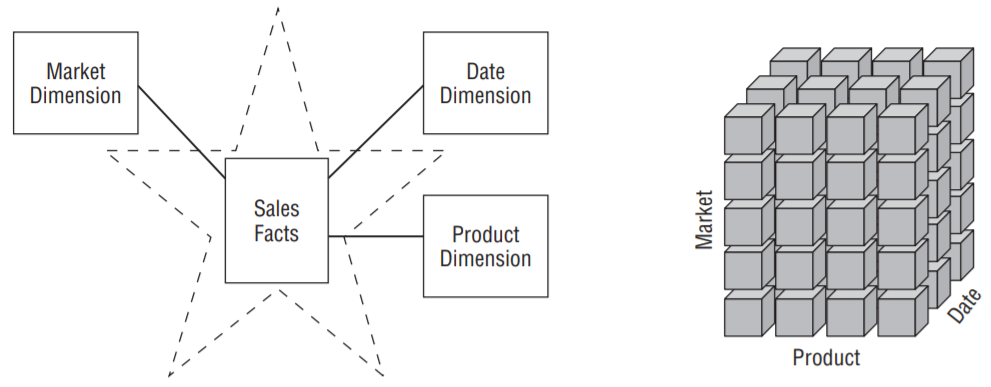 Market
Dimension
Date
Dimension
Sales
Facts
Product
Dimension
Market
Product
Date